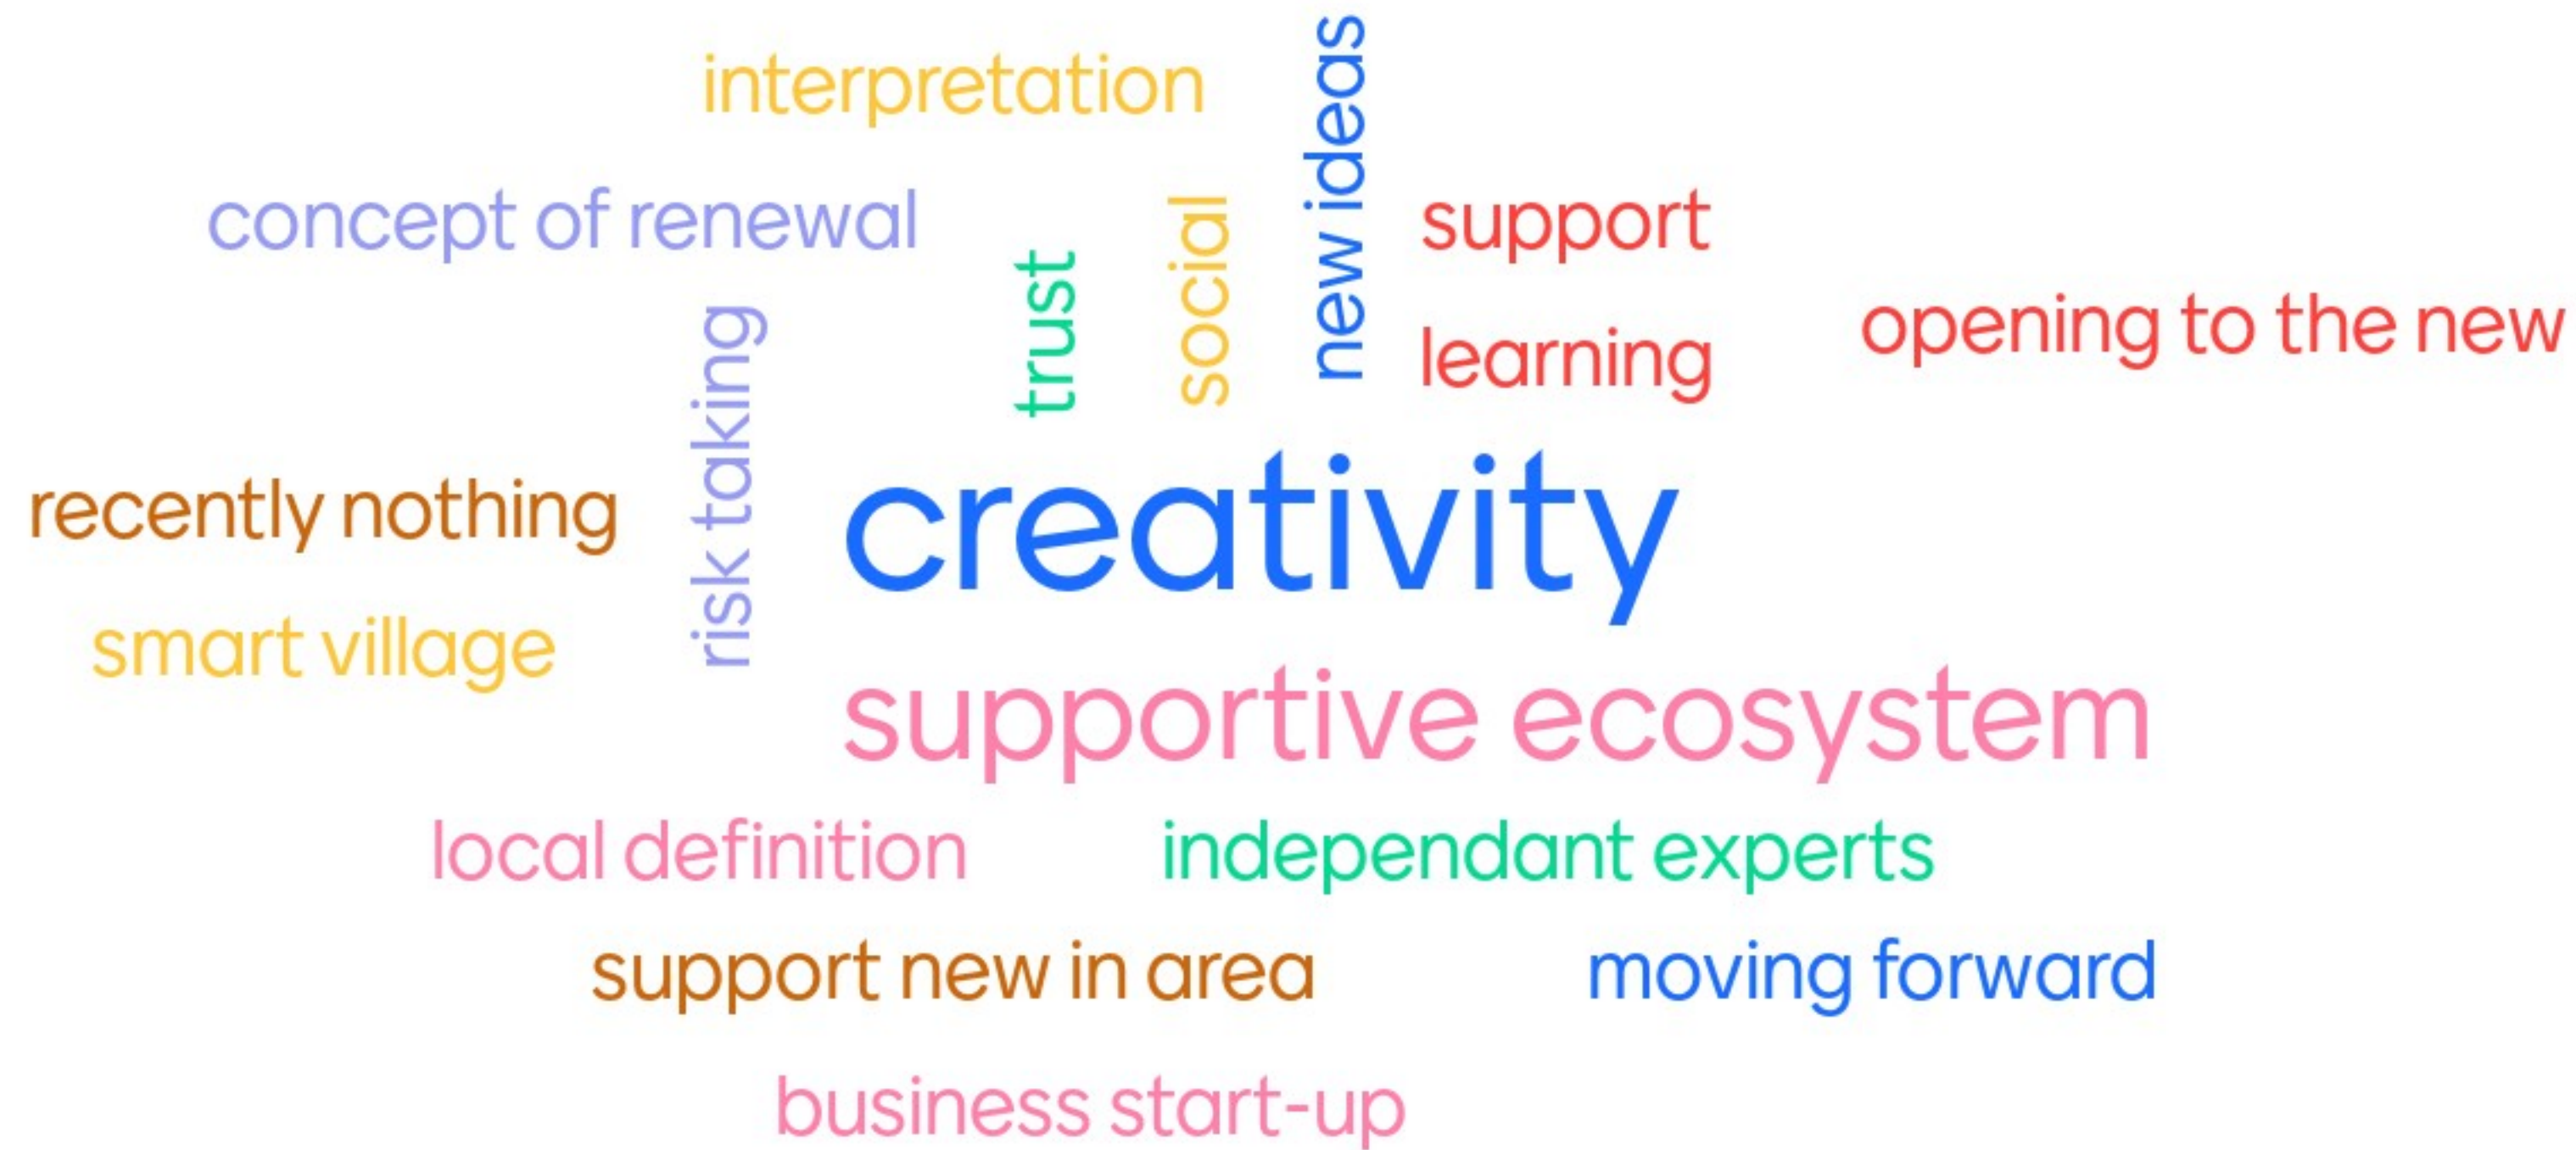 new ideas
interpretation
concept of renewal
social
support
trust
opening to the new
risk taking
learning
creativity
recently nothing
smart village
supportive ecosystem
local definition
independant experts
support new in area
moving forward
business start-up